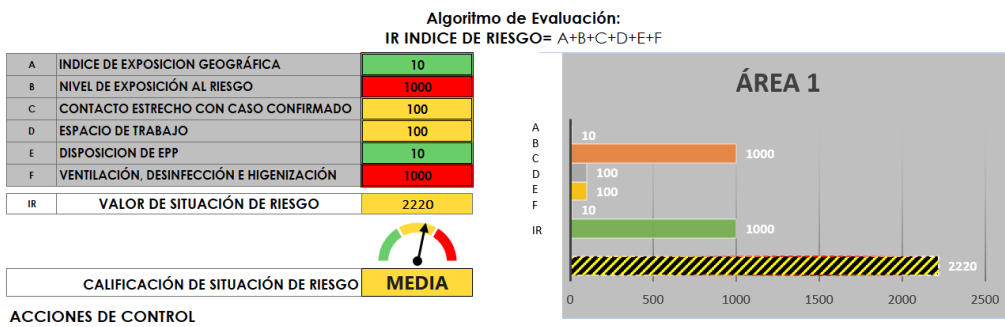 Algoritmo de Evaluación:
IR INDICE DE RIESGO= A+B+C+D+E+F
A INDICE DE EXPOSICION GEOGRÁFICA 10
B NIVEL DE EXPOSICIÓN AL RIESGO 1000
C CONTACTO ESTRECHO CON CASO CONFIRMADO 100
D ESPACIO DE TRABAJO 100
E DISPOSICION DE EPP 10
F VENTILACIÓN, DESINFECCIÓN E HIGENIZACIÓN 1000
IR VALOR DE SITUACIÓN DE RIESGO 2220
CALIFICACIÓN DE SITUACIÓN DE RIESGO MEDIA
ACCIONES DE CONTROL
ÁREA 1
A
B
C
D
E
F
IR
10
1000
100
100
10
1000
2220
0 500 1000 1500 2000 2500